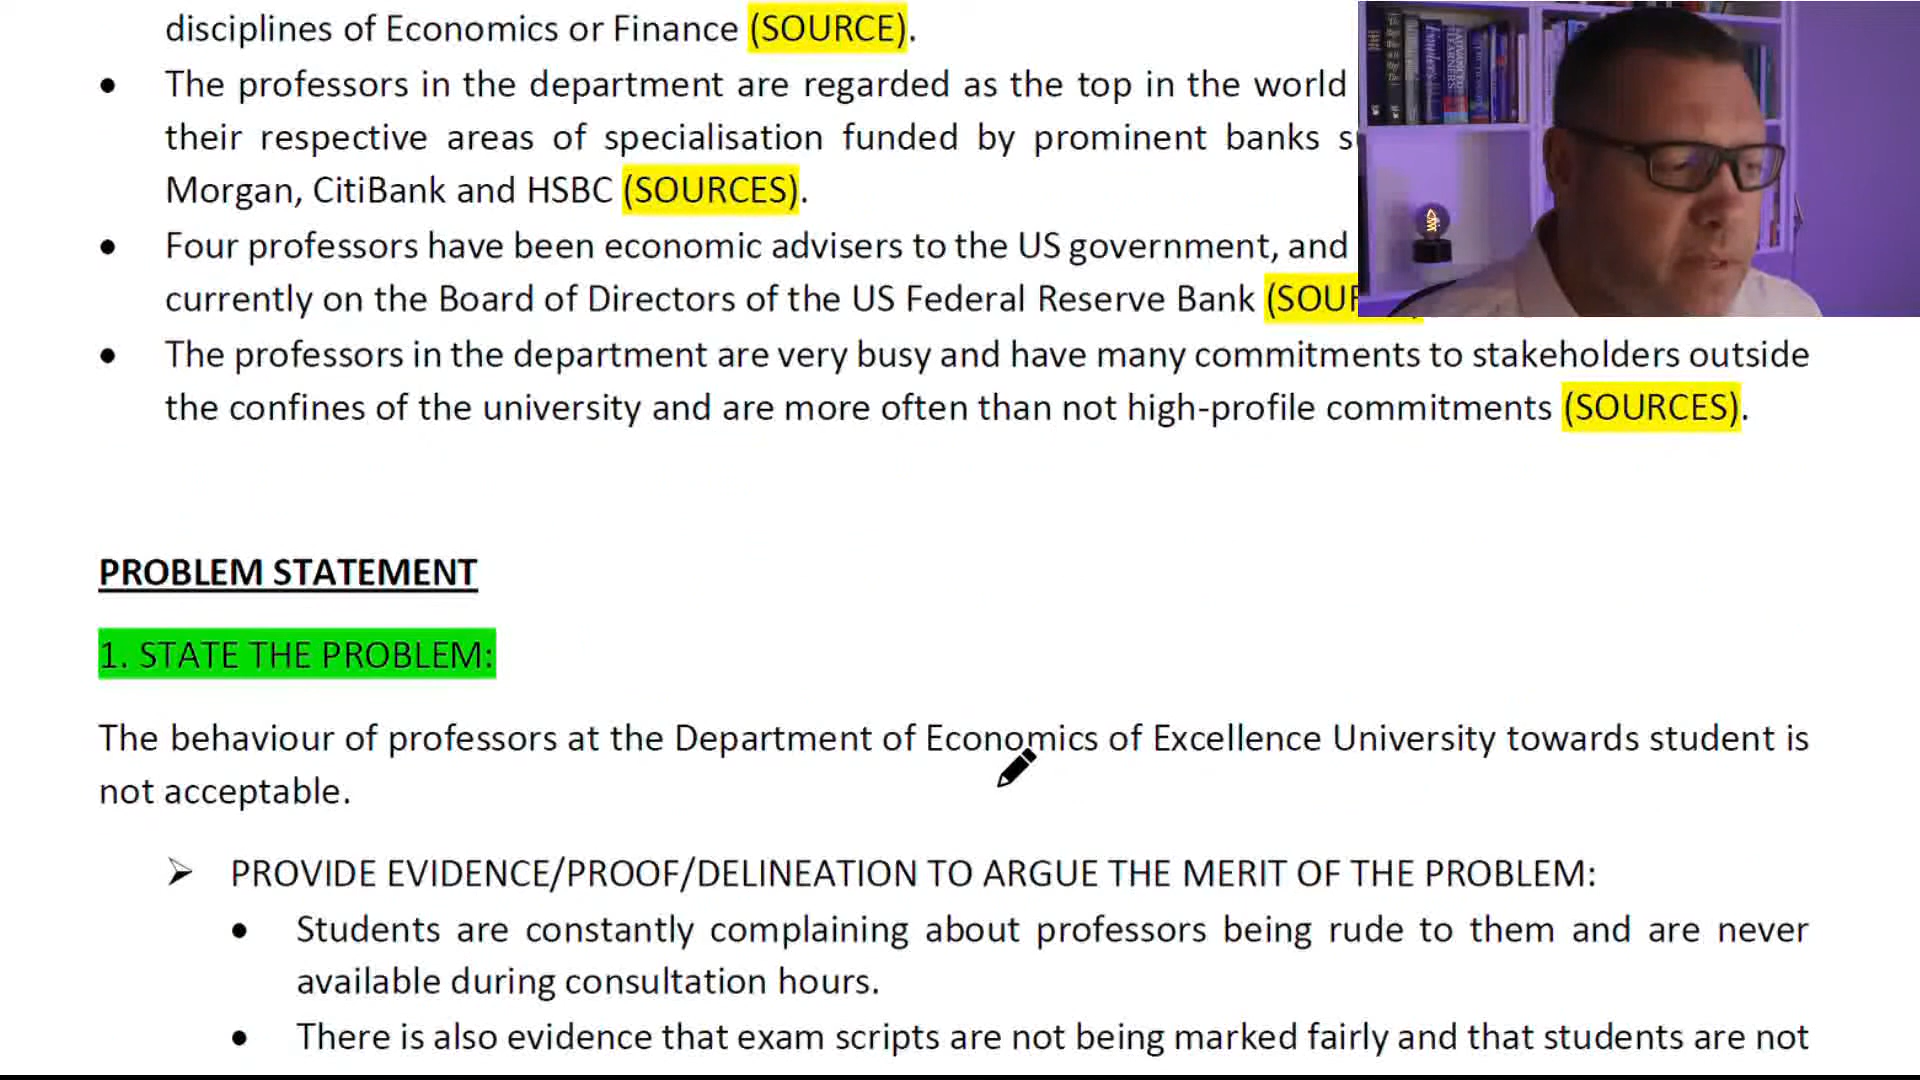 disciplines of Economics or Finance (SOURCE).
• The professors in the department are regarded as the top in the world
their respective areas of specialisation funded by prominent banks
Morgan, CitiBank and HSBC (SOURCES).
• Four professors have been economic advisers to the US government, and
currently on the Board of Directors of the US Federal Reserve Bank
• The professors in the department are very busy and have many commitments to stakeholders outside
the confines of the university and are more often than not high-profile commitments (SOURCES).
PROBLEM STATEMENT
1. STATE THE PROBLEM:
The behaviour of professors at the Department of Economics of Excellence University towards student is
not acceptable.
➢ PROVIDE EVIDENCE/PROOF/DELINEATION TO ARGUE THE MERIT OF THE PROBLEM:
• Students are constantly complaining about professors being rude to them and are never
available during consultation hours.
• There is also evidence that exam scripts are not being marked fairly and that students are not